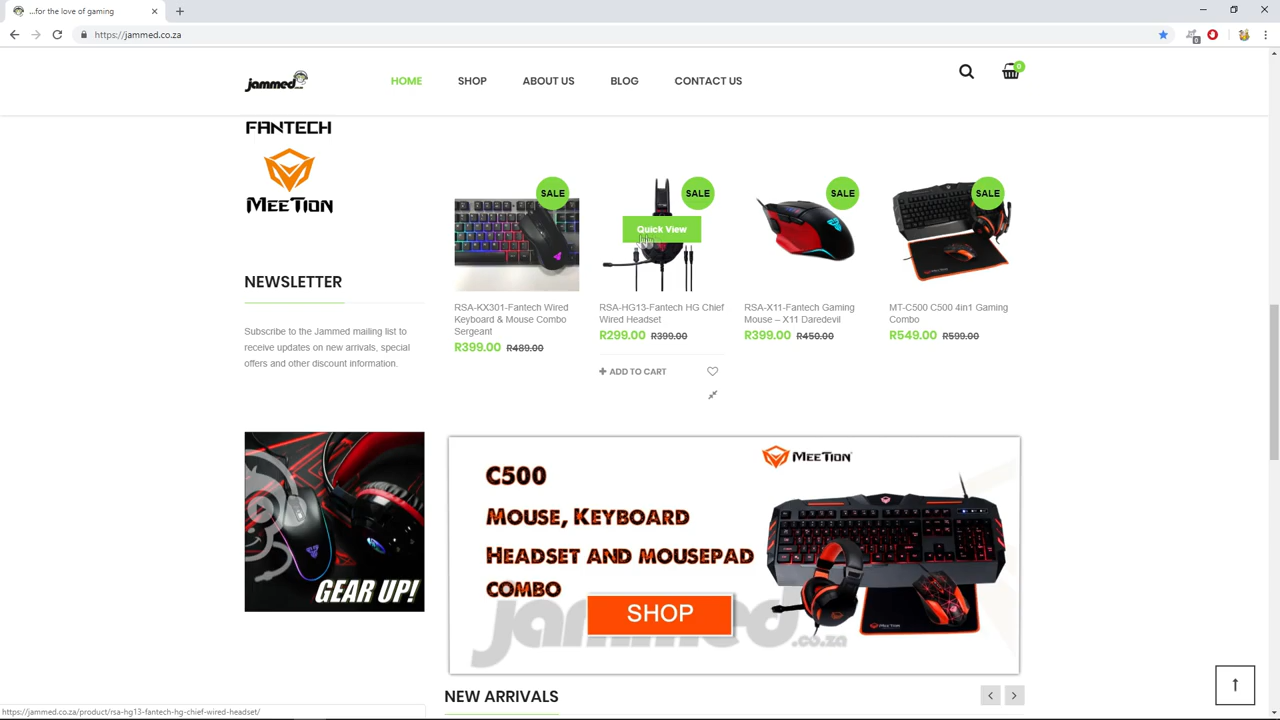 ...for the love of gaming
https://jammed.co.za
0
jammed
HOME
SHOP
ABOUT US
BLOG
CONTACT US
0
FANTECH
MEETION
NEWSLETTER
Subscribe to the Jammed mailing list to
receive updates on new arrivals, special
offers and other discount information.
GEAR UP!
SALE
RSA-KX301-Fantech Wired
Keyboard & Mouse Combo
Sergeant
R399.00 R489.00
SALE
Quick View
RSA-HG13-Fantech HG Chief
Wired Headset
R299.00 R399.00
+ ADD TO CART
SALE
RSA-X11-Fantech Gaming
Mouse – X11 Daredevil
R399.00 R450.00
SALE
MT-C500 C500 4in1 Gaming
Combo
R549.00 R599.00
MEETION
C500
MOUSE, KEYBOARD
HEADSET AND MOUSEPAD
COMBO
SHOP
jammed.co.za
NEW ARRIVALS
https://jammed.co.za/product/rsa-hg13-fantech-hg-chief-wired-headset/